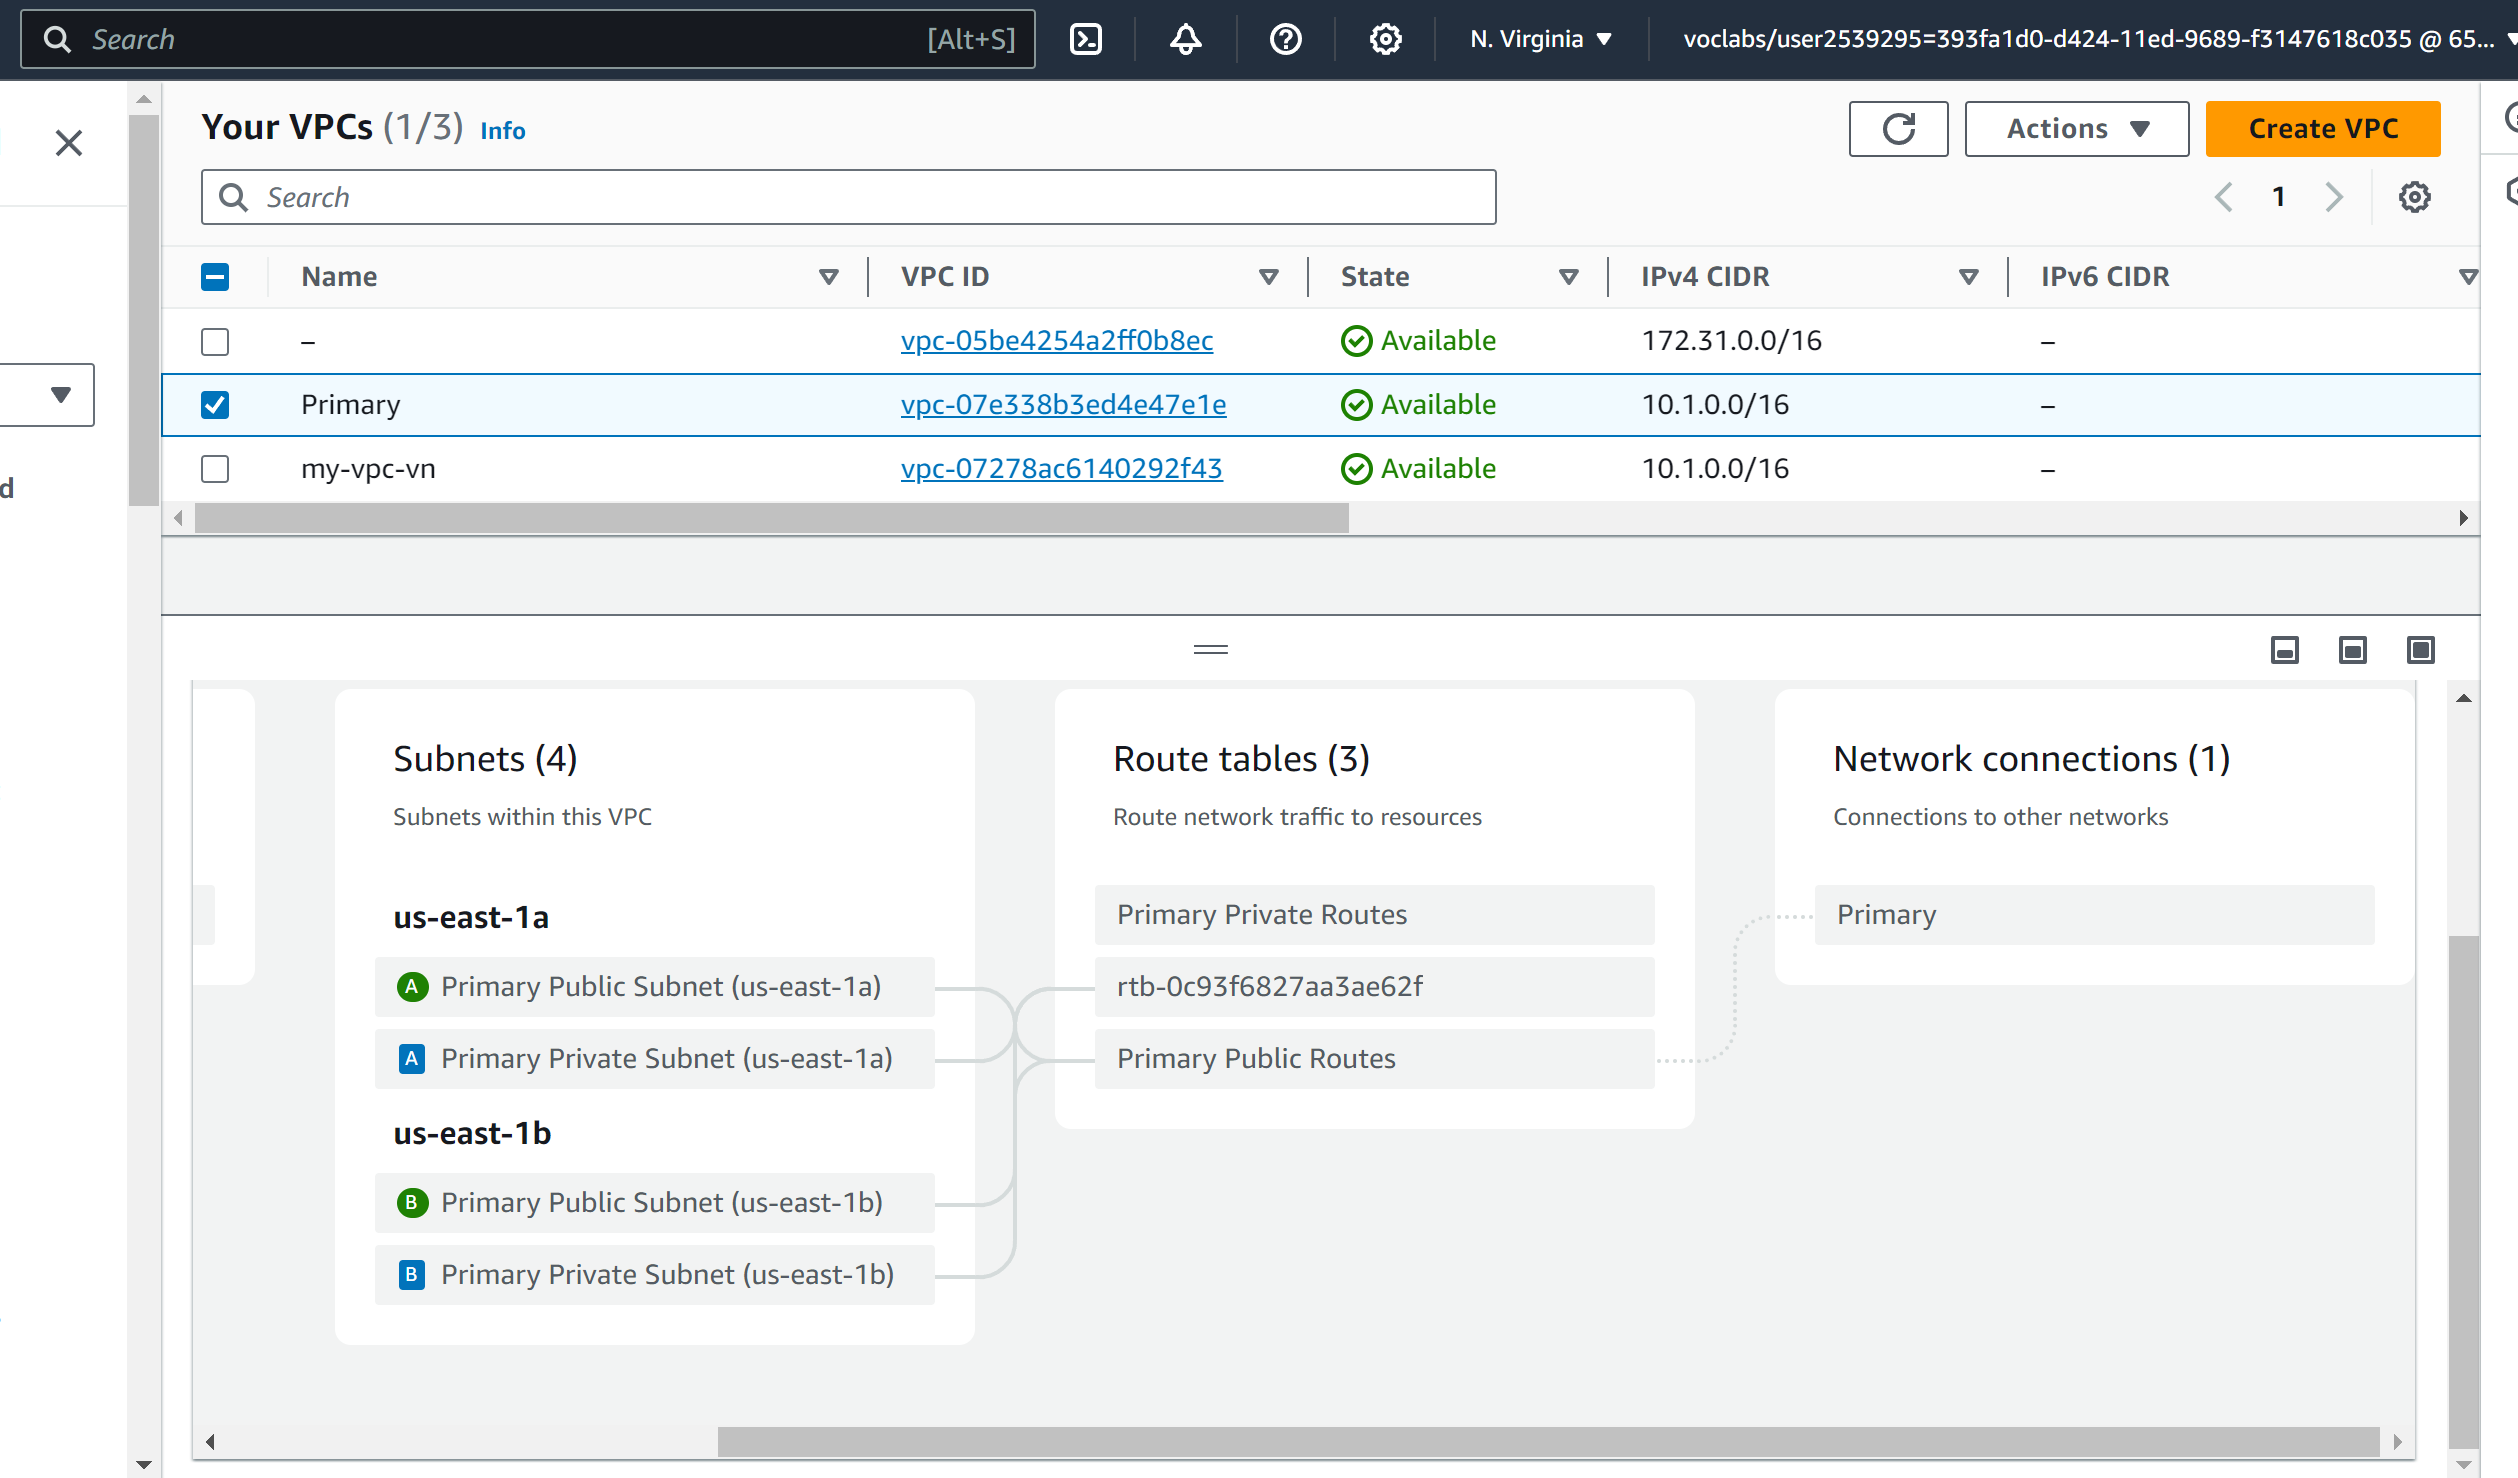 Search [Alt+S] N. Virginia voclabs/user2539295=393fa1d0-d424-11ed-9689-f3147618c035 @ 65...
Your VPCs (1/3) Info
Actions
Create VPC
Search
1
Name VPC ID State IPv4 CIDR IPv6 CIDR
– vpc-05be4254a2ff0b8ec Available 172.31.0.0/16 –
Primary vpc-07e338b3ed4e47e1e Available 10.1.0.0/16 –
my-vpc-vn vpc-07278ac6140292f43 Available 10.1.0.0/16 –
d
Subnets (4)
Subnets within this VPC
us-east-1a
A Primary Public Subnet (us-east-1a)
A Primary Private Subnet (us-east-1a)
us-east-1b
B Primary Public Subnet (us-east-1b)
B Primary Private Subnet (us-east-1b)
Route tables (3)
Route network traffic to resources
Primary Private Routes
rtb-0c93f6827aa3ae62f
Primary Public Routes
Network connections (1)
Connections to other networks
Primary